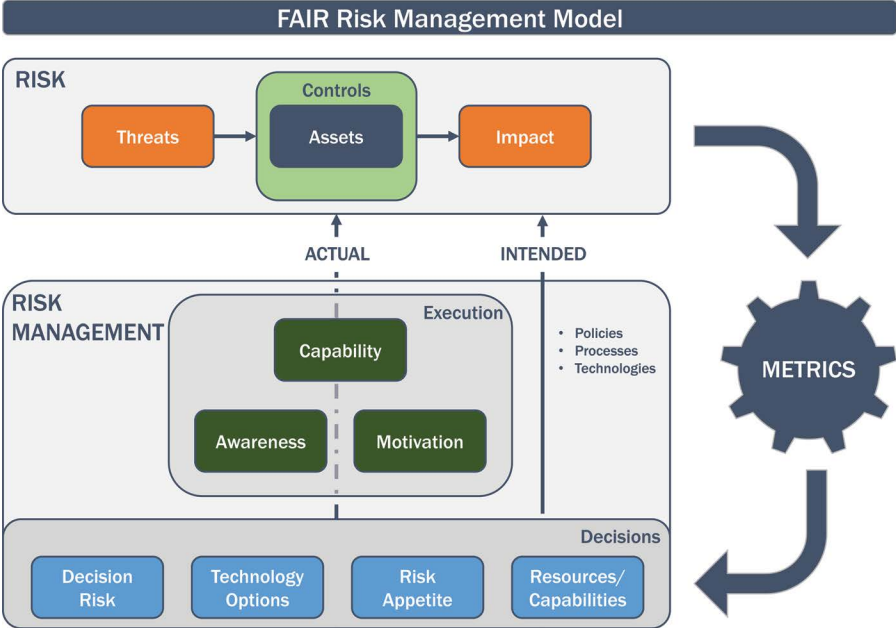 FAIR Risk Management Model
RISK
Controls
Threats
Assets
Impact
ACTUAL
INTENDED
RISK
MANAGEMENT
Execution
Capability
Awareness
Motivation
• Policies
• Processes
• Technologies
METRICS
Decisions
Decision
Risk
Technology
Options
Risk
Appetite
Resources/
Capabilities